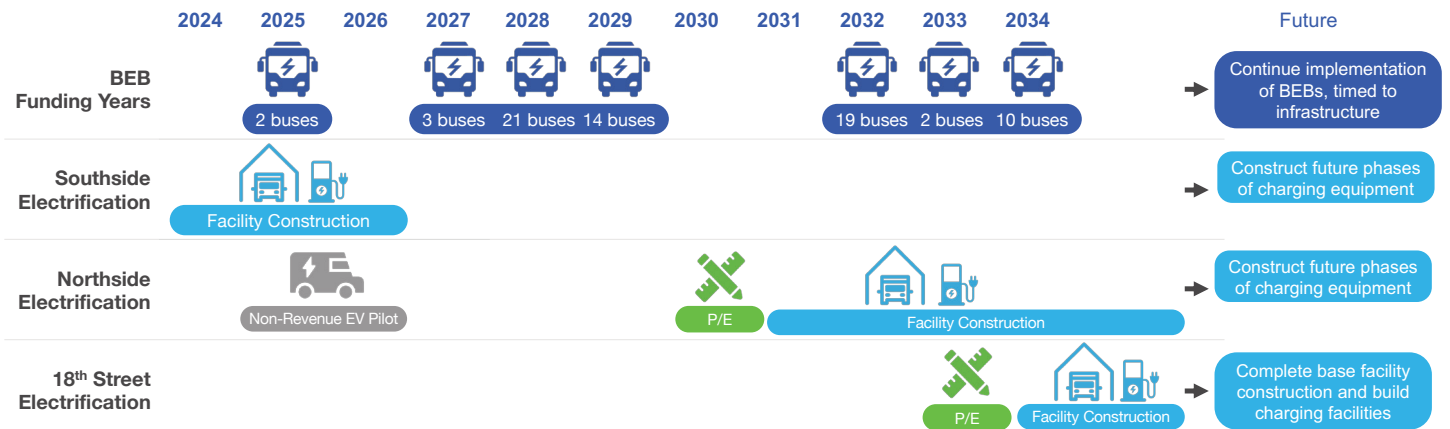 2024 2025 2026 2027 2028 2029 2030 2031 2032 2033 2034 Future
BEB
Funding Years
2 buses 3 buses 21 buses 14 buses 19 buses 2 buses 10 buses
Continue implementation
of BEBs, timed to
infrastructure
Southside
Electrification
Facility Construction
Construct future phases
of charging equipment
Northside
Electrification
Non-Revenue EV Pilot
P/E
Facility Construction
Construct future phases
of charging equipment
18th Street
Electrification
P/E
Facility Construction
Complete base facility
construction and build
charging facilities